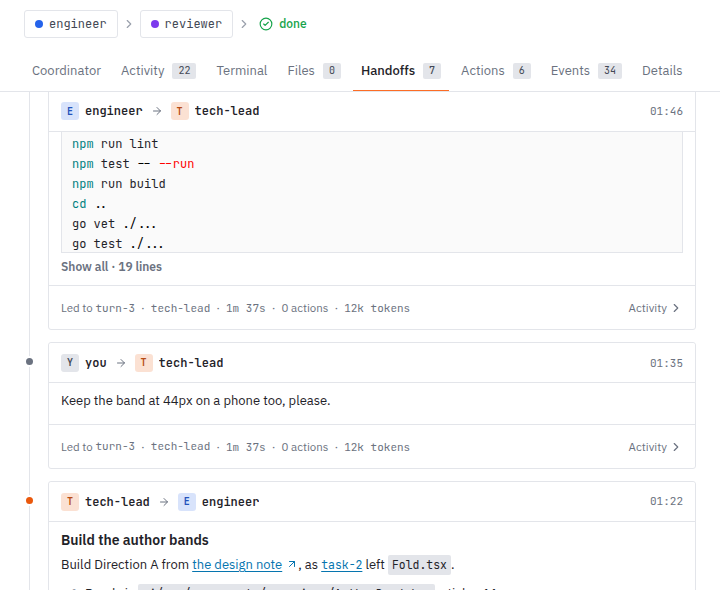 engineer > reviewer > done
Coordinator Activity 22 Terminal Files 0 Handoffs 7 Actions 6 Events 34 Details
E engineer → T tech-lead 01:46
npm run lint
npm test -- --run
npm run build
cd ..
go vet ./...
go test ./...
Show all · 19 lines
Led to turn-3 · tech-lead · 1m 37s · 0 actions · 12k tokens Activity >
Y you → T tech-lead 01:35
Keep the band at 44px on a phone too, please.
Led to turn-3 · tech-lead · 1m 37s · 0 actions · 12k tokens Activity >
T tech-lead → E engineer 01:22
Build the author bands
Build Direction A from the design note ↗, as task-2 left Fold.tsx.